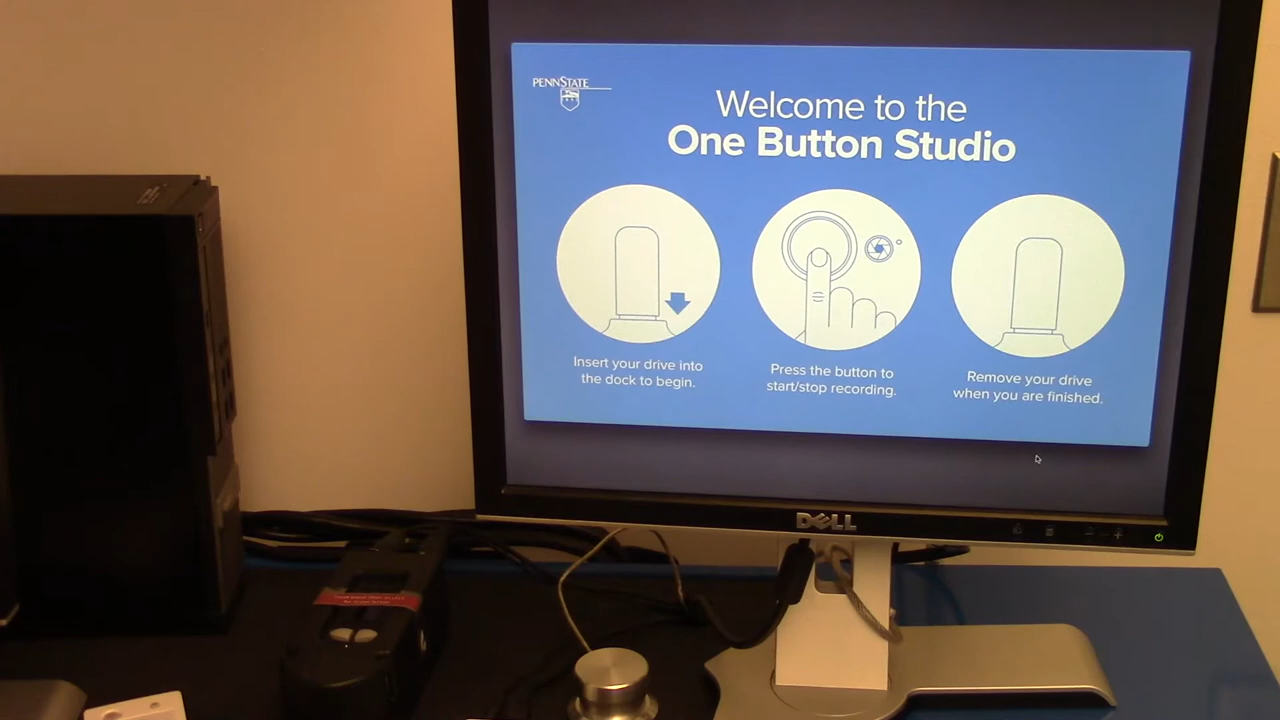 PENNSTATE
Welcome to the
One Button Studio
Insert your drive into
the dock to begin.
Press the button to
start/stop recording.
Remove your drive
when you are finished.
DELL